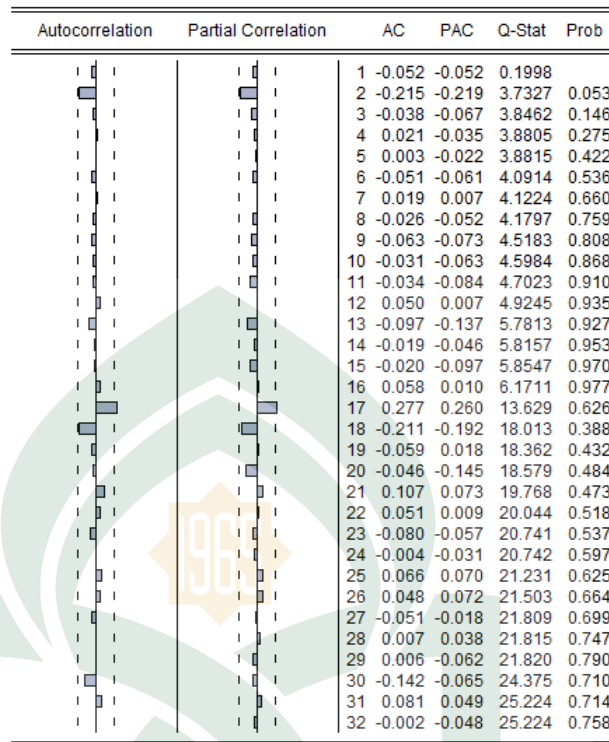 Autocorrelation Partial Correlation AC PAC Q-Stat Prob
1 -0.052 -0.052 0.1998
2 -0.215 -0.219 3.7327 0.053
3 -0.038 -0.067 3.8462 0.146
4 0.021 -0.035 3.8805 0.275
5 0.003 -0.022 3.8815 0.422
6 -0.051 -0.061 4.0914 0.536
7 0.019 0.007 4.1224 0.660
8 -0.026 -0.052 4.1797 0.759
9 -0.063 -0.073 4.5183 0.808
10 -0.031 -0.063 4.5984 0.868
11 -0.034 -0.084 4.7023 0.910
12 0.050 0.007 4.9245 0.935
13 -0.097 -0.137 5.7813 0.927
14 -0.019 -0.046 5.8157 0.953
15 -0.020 -0.097 5.8547 0.970
16 0.058 0.010 6.1711 0.977
17 0.277 0.260 13.629 0.626
18 -0.211 -0.192 18.013 0.388
19 -0.059 0.018 18.362 0.432
20 -0.046 -0.145 18.579 0.484
21 0.107 0.073 19.768 0.473
22 0.051 0.009 20.044 0.518
23 -0.080 -0.057 20.741 0.537
24 -0.004 -0.031 20.742 0.597
25 0.066 0.070 21.231 0.625
26 0.048 0.072 21.503 0.664
27 -0.051 -0.018 21.809 0.699
28 0.007 0.038 21.815 0.747
29 0.006 -0.062 21.820 0.790
30 -0.142 -0.065 24.375 0.710
31 0.081 0.049 25.224 0.714
32 -0.002 -0.048 25.224 0.758
1969